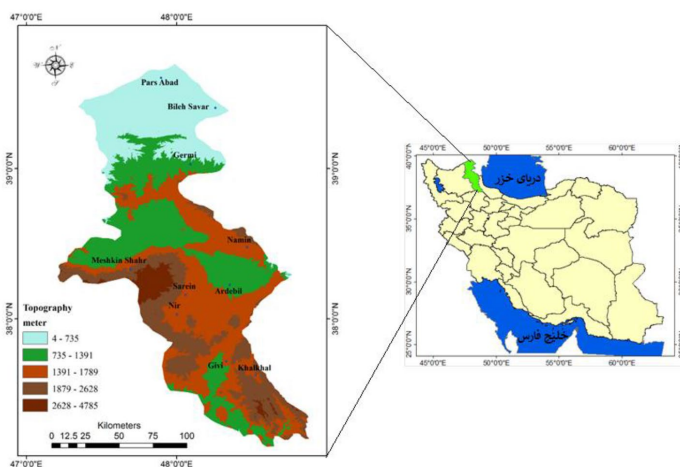 47°0'0"E 48°0'0"E
N
W E
S
Pars Abad
Bileh Savar
Germi
39°0'0"N 39°0'0"N
Namin
Meshkin Shahr
Sarein
Ardebil
Nir
38°0'0"N 38°0'0"N
Givi
Khalkhal
Topography
meter
4 - 735
735 - 1391
1391 - 1789
1879 - 2628
2628 - 4785
Kilometers
0 12.5 25 50 75 100
47°0'0"E 48°0'0"E
45°0'0"E 50°0'0"E 55°0'0"E 60°0'0"E
40°0'0"N
دریای خزر
35°0'0"N
30°0'0"N
خلیج فارس
25°0'0"N
45°0'0"E 50°0'0"E 55°0'0"E 60°0'0"E